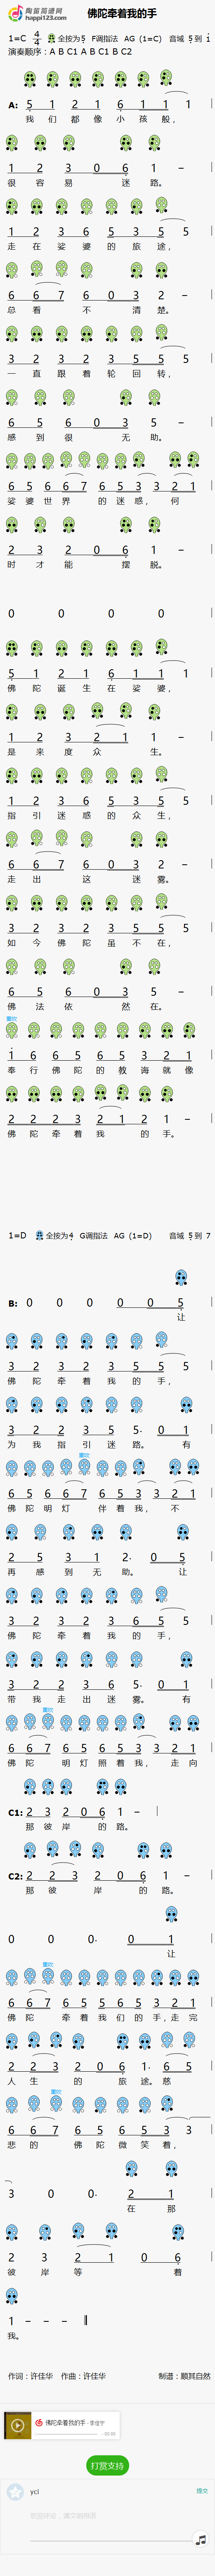 陶笛简谱网
happi123.com
佛陀牵着我的手
1=C 4/4 全按为5 F调指法 AG (1=C) 音域 5 到 i
演奏顺序：A B C1 A B C1 B C2
A: 5 1 2 1 6 1 1 1
我 们 都 像 小 孩 般，
1 2 3 0 6 1 –
很 容 易 迷 路。
1 2 3 6 5 3 5 5
走 在 娑 婆 的 旅 途，
6 6 7 6 0 3 2 –
总 看 不 清 楚。
3 2 3 2 3 5 5 5
一 直 跟 着 轮 回 转，
6 5 6 0 3 5 –
感 到 很 无 助。
6 5 6 6 7 6 5 3 3 2 1
娑 婆 世 界 的 迷 惑， 何
2 3 2 0 6 1 –
时 才 能 摆 脱。
0 0 0 0
5 1 2 1 6 1 1 1
佛 陀 诞 生 在 娑 婆，
1 2 3 2 1 1 –
是 来 度 众 生。
1 2 3 6 5 3 5 5
指 引 迷 惑 的 众 生，
6 6 7 6 0 3 2 –
走 出 这 迷 雾。
3 2 3 2 3 5 5 5
如 今 佛 陀 虽 不 在，
6 5 6 0 3 5 –
佛 法 依 然 在。
重吹
1 6 6 5 6 5 3 2 1
奉 行 佛 陀 的 教 诲 就 像
2 2 2 3 2 1 2 1 –
佛 陀 牵 着 我 的 手。
1=D 全按为4 G调指法 AG (1=D) 音域 5 到 7
B: 0 0 0 0 0 5
让
3 2 3 2 3 5 5 5
佛 陀 牵 着 我 的 手，
3 2 2 3 5 5· 0 1
为 我 指 引 迷 路。 有
重吹
6 5 6 6 7 6 5 6 3 3 2 1
佛 陀 明 灯 伴 着 我， 不
2 5 3 1 2· 0 5
再 感 到 无 助。 让
3 2 3 2 3 6 5 5
佛 陀 牵 着 我 的 手，
3 2 2 3 6 5· 0 1
带 我 走 出 迷 雾。 有
重吹
6 6 7 6 5 6 5 3 3 2 1
佛 陀 明 灯 照 着 我， 走 向
C1: 2 3 2 0 6 1 –
那 彼 岸 的 路。
C2: 2 2 3 2 0 6 1 –
那 彼 岸 的 路。
0 0 0· 0 1
让
重吹
6 6 7 6 5 5 6 5 3 2 1
佛 陀 牵 着 我 们 的 手，走 完
2 2 3 2 0 6 1· 6 5
人 生 的 旅 途。 慈
重吹
6 6 7 6 5 6 5 3 3
悲 的 佛 陀 微 笑 着，
3 0 0· 2 1
在 那
2 3 2 1 0 6
彼 岸 等 着
1 – – –
我。
作词：许佳华 作曲：许佳华 制谱：顺其自然
佛陀牵着我的手 - 李佳宁
00:00
打赏支持
ycl 提交